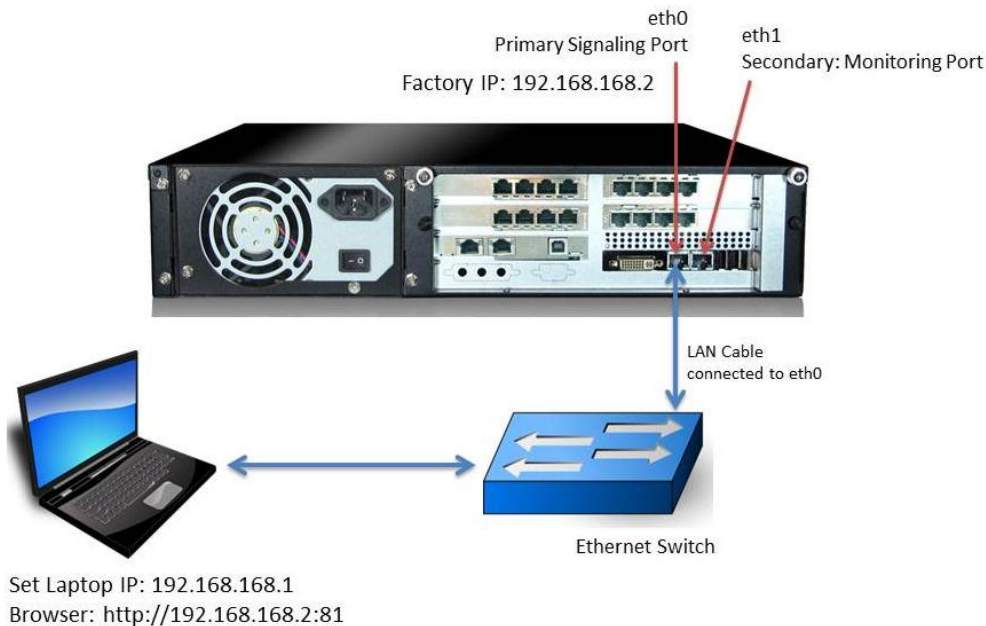 eth0
Primary Signaling Port
eth1
Secondary: Monitoring Port
Factory IP: 192.168.168.2
LAN Cable
connected to eth0
Ethernet Switch
Set Laptop IP: 192.168.168.1
Browser: http://192.168.168.2:81